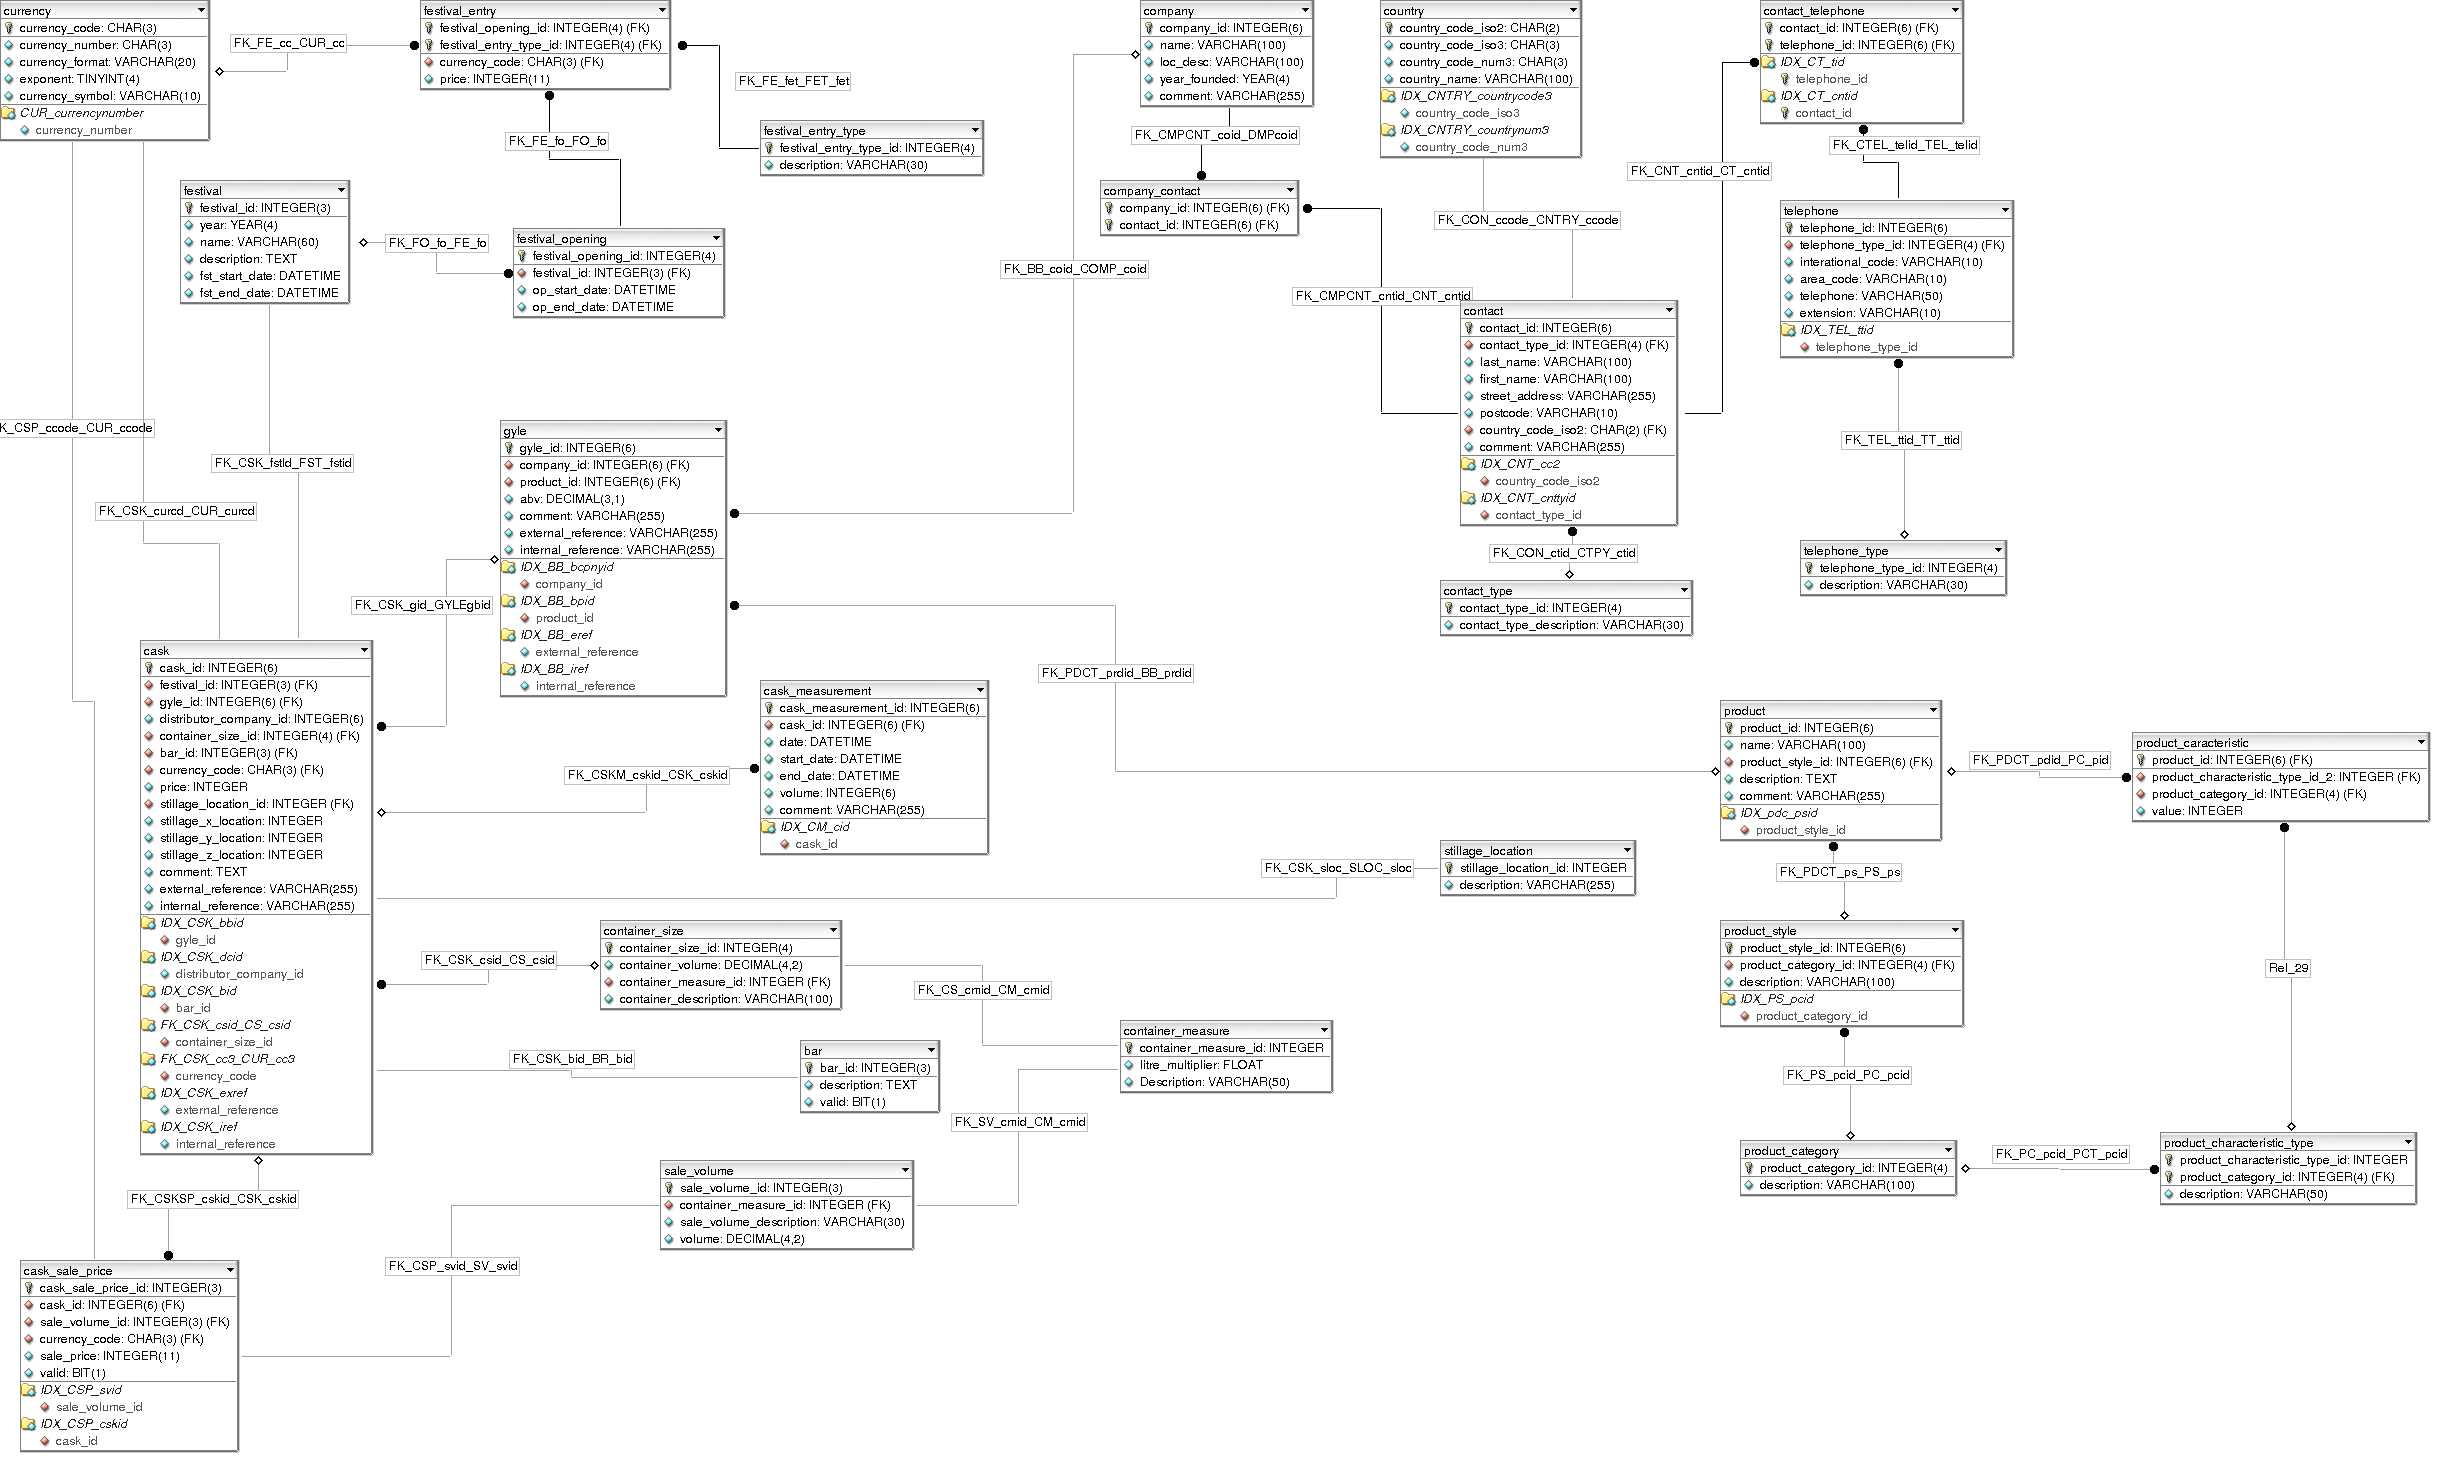 currency
currency_code: CHAR(3)
currency_number: CHAR(3)
currency_format: VARCHAR(20)
exponent: TINYINT(4)
currency_symbol: VARCHAR(10)
CUR_currencynumber
currency_number
FK_FE_cc_CUR_cc
festival_entry
festival_opening_id: INTEGER(4) (FK)
festival_entry_type_id: INTEGER(4) (FK)
currency_code: CHAR(3) (FK)
price: INTEGER(11)
FK_FE_fet_FET_fet
FK_FE_fo_FO_fo
festival_entry_type
festival_entry_type_id: INTEGER(4)
description: VARCHAR(30)
company
company_id: INTEGER(6)
name: VARCHAR(100)
loc_desc: VARCHAR(100)
year_founded: YEAR(4)
comment: VARCHAR(255)
FK_CMPCNT_coid_DMPcoid
country
country_code_iso2: CHAR(2)
country_code_iso3: CHAR(3)
country_code_num3: CHAR(3)
country_name: VARCHAR(100)
IDX_CNTRY_countrycode3
country_code_iso3
IDX_CNTRY_countrynum3
country_code_num3
contact_telephone
contact_id: INTEGER(6) (FK)
telephone_id: INTEGER(6) (FK)
IDX_CT_tid
telephone_id
IDX_CT_cntid
contact_id
FK_CTEL_telid_TEL_telid
FK_CNT_cntid_CT_cntid
festival
festival_id: INTEGER(3)
year: YEAR(4)
name: VARCHAR(60)
description: TEXT
fst_start_date: DATETIME
fst_end_date: DATETIME
FK_FO_fo_FE_fo
festival_opening
festival_opening_id: INTEGER(4)
festival_id: INTEGER(3) (FK)
op_start_date: DATETIME
op_end_date: DATETIME
company_contact
company_id: INTEGER(6) (FK)
contact_id: INTEGER(6) (FK)
FK_CON_ccode_CNTRY_ccode
FK_BB_coid_COMP_coid
FK_CMPCNT_cntid_CNT_cntid
telephone
telephone_id: INTEGER(6)
telephone_type_id: INTEGER(4) (FK)
interational_code: VARCHAR(10)
area_code: VARCHAR(10)
telephone: VARCHAR(50)
extension: VARCHAR(10)
IDX_TEL_ttid
telephone_type_id
contact
contact_id: INTEGER(6)
contact_type_id: INTEGER(4) (FK)
last_name: VARCHAR(100)
first_name: VARCHAR(100)
street_address: VARCHAR(255)
postcode: VARCHAR(10)
country_code_iso2: CHAR(2) (FK)
comment: VARCHAR(255)
IDX_CNT_cc2
country_code_iso2
IDX_CNT_cnttyid
contact_type_id
FK_CON_ctid_CTPY_ctid
contact_type
contact_type_id: INTEGER(4)
contact_type_description: VARCHAR(30)
FK_TEL_ttid_TT_ttid
telephone_type
telephone_type_id: INTEGER(4)
description: VARCHAR(30)
K_CSP_ccode_CUR_ccode
FK_CSK_fstId_FST_fstid
FK_CSK_curcd_CUR_curcd
gyle
gyle_id: INTEGER(6)
company_id: INTEGER(6) (FK)
product_id: INTEGER(6) (FK)
abv: DECIMAL(3,1)
comment: VARCHAR(255)
external_reference: VARCHAR(255)
internal_reference: VARCHAR(255)
IDX_BB_bcpnyid
company_id
IDX_BB_bpid
product_id
IDX_BB_eref
external_reference
IDX_BB_iref
internal_reference
FK_CSK_gid_GYLEgbid
FK_PDCT_prdid_BB_prdid
cask
cask_id: INTEGER(6)
festival_id: INTEGER(3) (FK)
gyle_id: INTEGER(6) (FK)
distributor_company_id: INTEGER(6)
container_size_id: INTEGER(4) (FK)
bar_id: INTEGER(3) (FK)
currency_code: CHAR(3) (FK)
price: INTEGER
stillage_location_id: INTEGER (FK)
stillage_x_location: INTEGER
stillage_y_location: INTEGER
stillage_z_location: INTEGER
comment: TEXT
external_reference: VARCHAR(255)
internal_reference: VARCHAR(255)
IDX_CSK_bbid
gyle_id
IDX_CSK_dcid
distributor_company_id
IDX_CSK_bid
bar_id
FK_CSK_csid_CS_csid
container_size_id
FK_CSK_cc3_CUR_cc3
currency_code
IDX_CSK_exref
external_reference
IDX_CSK_iref
internal_reference
cask_measurement
cask_measurement_id: INTEGER(6)
cask_id: INTEGER(6) (FK)
date: DATETIME
start_date: DATETIME
end_date: DATETIME
volume: INTEGER(6)
comment: VARCHAR(255)
IDX_CM_cid
cask_id
FK_CSKM_cskid_CSK_cskid
product
product_id: INTEGER(6)
name: VARCHAR(100)
product_style_id: INTEGER(6) (FK)
description: TEXT
comment: VARCHAR(255)
IDX_pdc_psid
product_style_id
FK_PDCT_pdid_PC_pid
product_caracteristic
product_id: INTEGER(6) (FK)
product_characteristic_type_id_2: INTEGER (FK)
product_category_id: INTEGER(4) (FK)
value: INTEGER
FK_CSK_sloc_SLOC_sloc
stillage_location
stillage_location_id: INTEGER
description: VARCHAR(255)
FK_PDCT_ps_PS_ps
product_style
product_style_id: INTEGER(6)
product_category_id: INTEGER(4) (FK)
description: VARCHAR(100)
IDX_PS_pcid
product_category_id
Rel_29
FK_PS_pcid_PC_pcid
FK_CSK_csid_CS_csid
container_size
container_size_id: INTEGER(4)
container_volume: DECIMAL(4,2)
container_measure_id: INTEGER (FK)
container_description: VARCHAR(100)
FK_CS_cmid_CM_cmid
container_measure
container_measure_id: INTEGER
litre_multiplier: FLOAT
Description: VARCHAR(50)
FK_CSK_bid_BR_bid
bar
bar_id: INTEGER(3)
description: TEXT
valid: BIT(1)
FK_SV_cmid_CM_cmid
product_category
product_category_id: INTEGER(4)
description: VARCHAR(100)
FK_PC_pcid_PCT_pcid
product_characteristic_type
product_characteristic_type_id: INTEGER
product_category_id: INTEGER(4) (FK)
description: VARCHAR(50)
sale_volume
sale_volume_id: INTEGER(3)
container_measure_id: INTEGER (FK)
sale_volume_description: VARCHAR(30)
volume: DECIMAL(4,2)
FK_CSKSP_cskid_CSK_cskid
FK_CSP_svid_SV_svid
cask_sale_price
cask_sale_price_id: INTEGER(3)
cask_id: INTEGER(6) (FK)
sale_volume_id: INTEGER(3) (FK)
currency_code: CHAR(3) (FK)
sale_price: INTEGER(11)
valid: BIT(1)
IDX_CSP_svid
sale_volume_id
IDX_CSP_cskid
cask_id